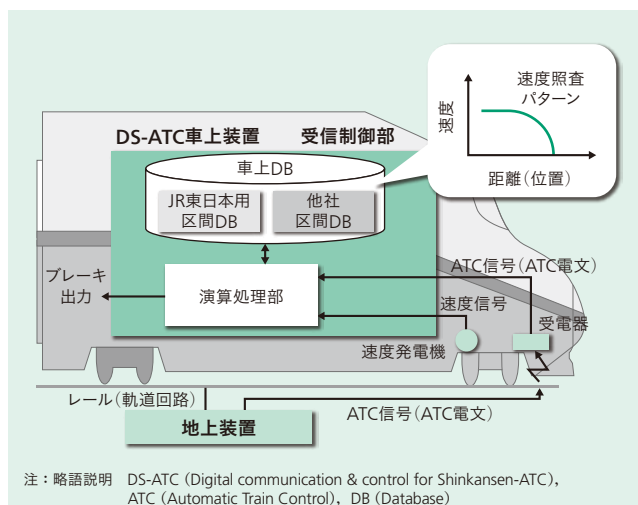 速度照査
パターン
速度
距離（位置）
DS-ATC車上装置 受信制御部
車上DB
JR東日本用
区間DB
他社
区間DB
ATC信号（ATC電文）
ブレーキ
出力
演算処理部
速度信号
受電器
速度発電機
レール（軌道回路）
ATC信号（ATC電文）
地上装置
注：略語説明 DS-ATC（Digital communication & control for Shinkansen-ATC），
ATC（Automatic Train Control），DB（Database）